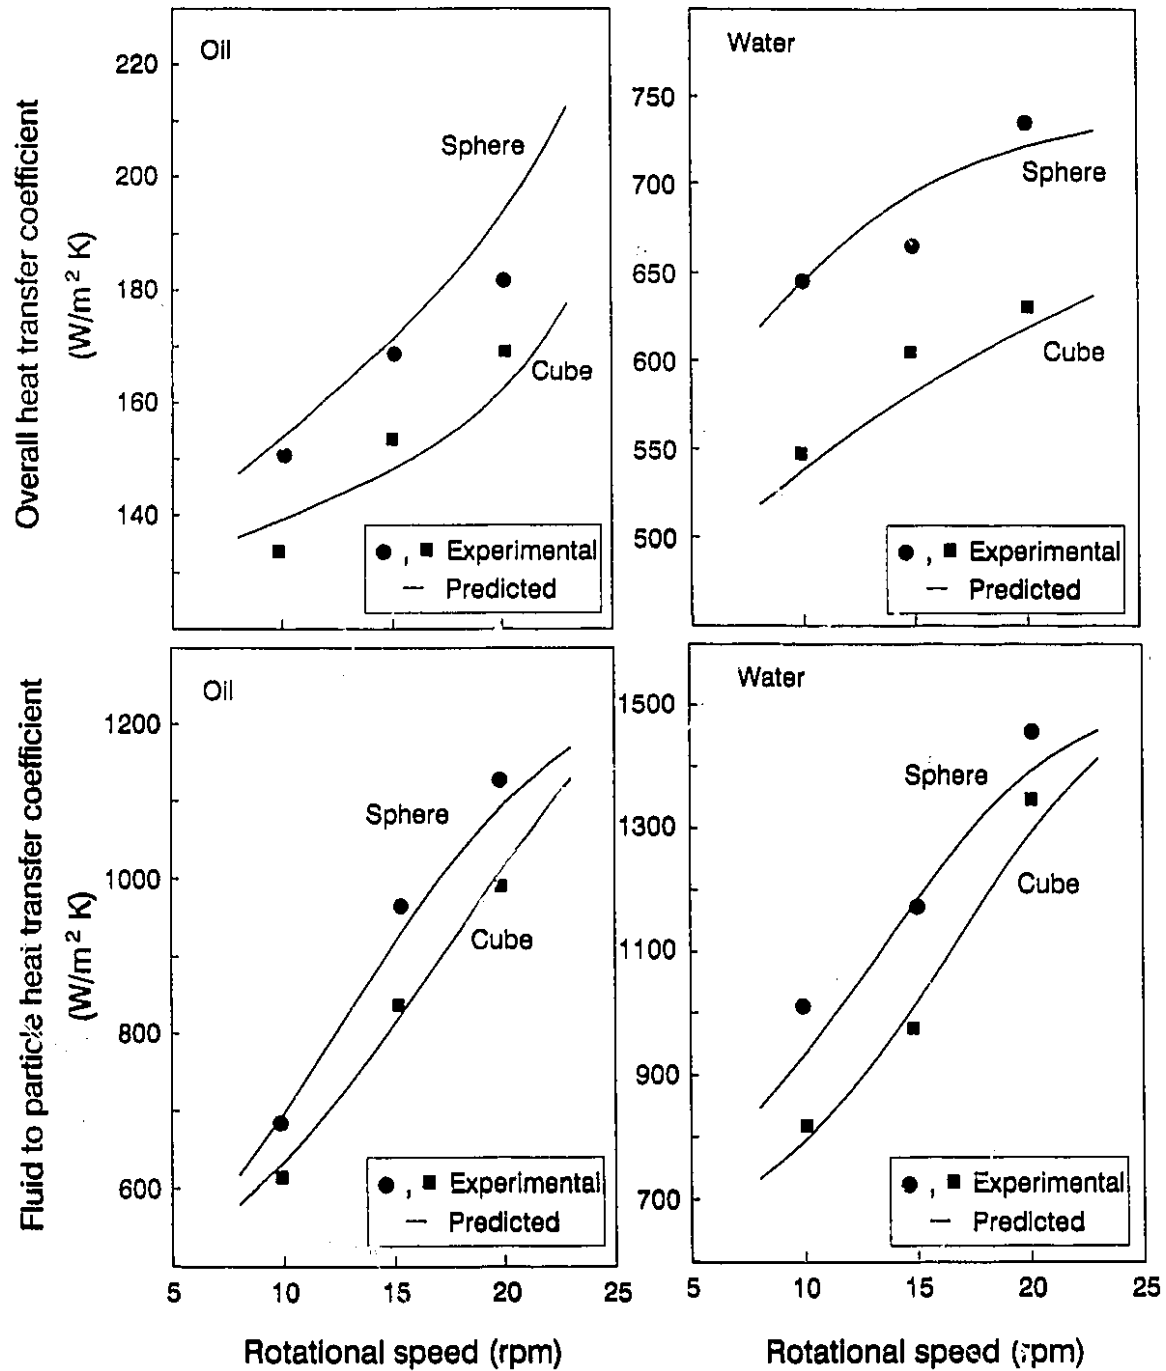 Overall heat transfer coefficient
(W/m² K)
Oil
220
200
180
160
140
Sphere
Cube
●, ■ Experimental
— Predicted
Water
750
700
650
600
550
500
Sphere
Cube
●, ■ Experimental
— Predicted
Fluid to particle heat transfer coefficient
(W/m² K)
Oil
1200
1000
800
600
Sphere
Cube
●, ■ Experimental
— Predicted
5 10 15 20 25
Rotational speed (rpm)
Water
1500
1300
1100
900
700
Sphere
Cube
●, ■ Experimental
— Predicted
5 10 15 20 25
Rotational speed (rpm)